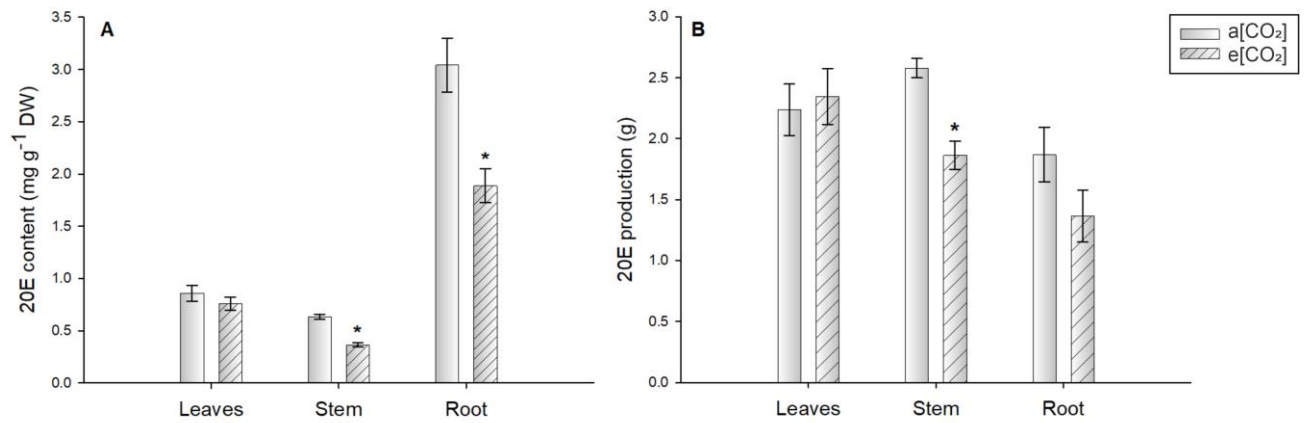 A
20E content (mg g⁻¹ DW)
3.5
3.0
2.5
2.0
1.5
1.0
0.5
0.0
*
*
Leaves Stem Root
B
20E production (g)
3.0
2.5
2.0
1.5
1.0
0.5
0.0
*
Leaves Stem Root
a[CO₂]
e[CO₂]